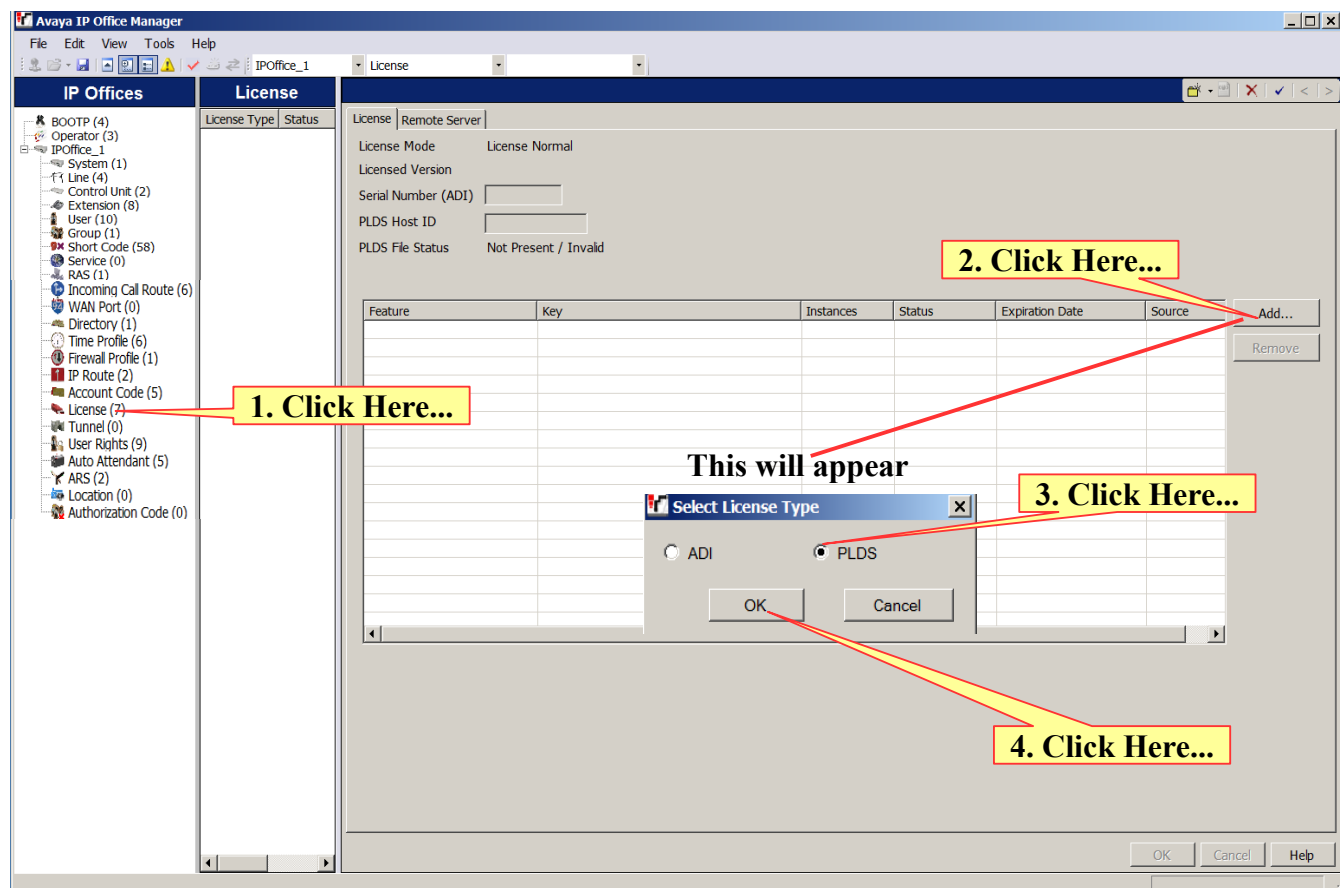 Avaya IP Office Manager
File Edit View Tools Help
IPOffice_1 License
IP Offices
BOOTP (4)
Operator (3)
IPOffice_1
System (1)
Line (4)
Control Unit (2)
Extension (8)
User (10)
Group (1)
Short Code (58)
Service (0)
RAS (1)
Incoming Call Route (6)
WAN Port (0)
Directory (1)
Time Profile (6)
Firewall Profile (1)
IP Route (2)
Account Code (5)
License (7)
Tunnel (0)
User Rights (9)
Auto Attendant (5)
ARS (2)
Location (0)
Authorization Code (0)
1. Click Here...
License
License Type Status
License Remote Server
License Mode License Normal
Licensed Version
Serial Number (ADI)
PLDS Host ID
PLDS File Status Not Present / Invalid
2. Click Here...
Feature Key Instances Status Expiration Date Source
Add...
Remove
This will appear
3. Click Here...
Select License Type
ADI PLDS
OK Cancel
4. Click Here...
OK Cancel Help